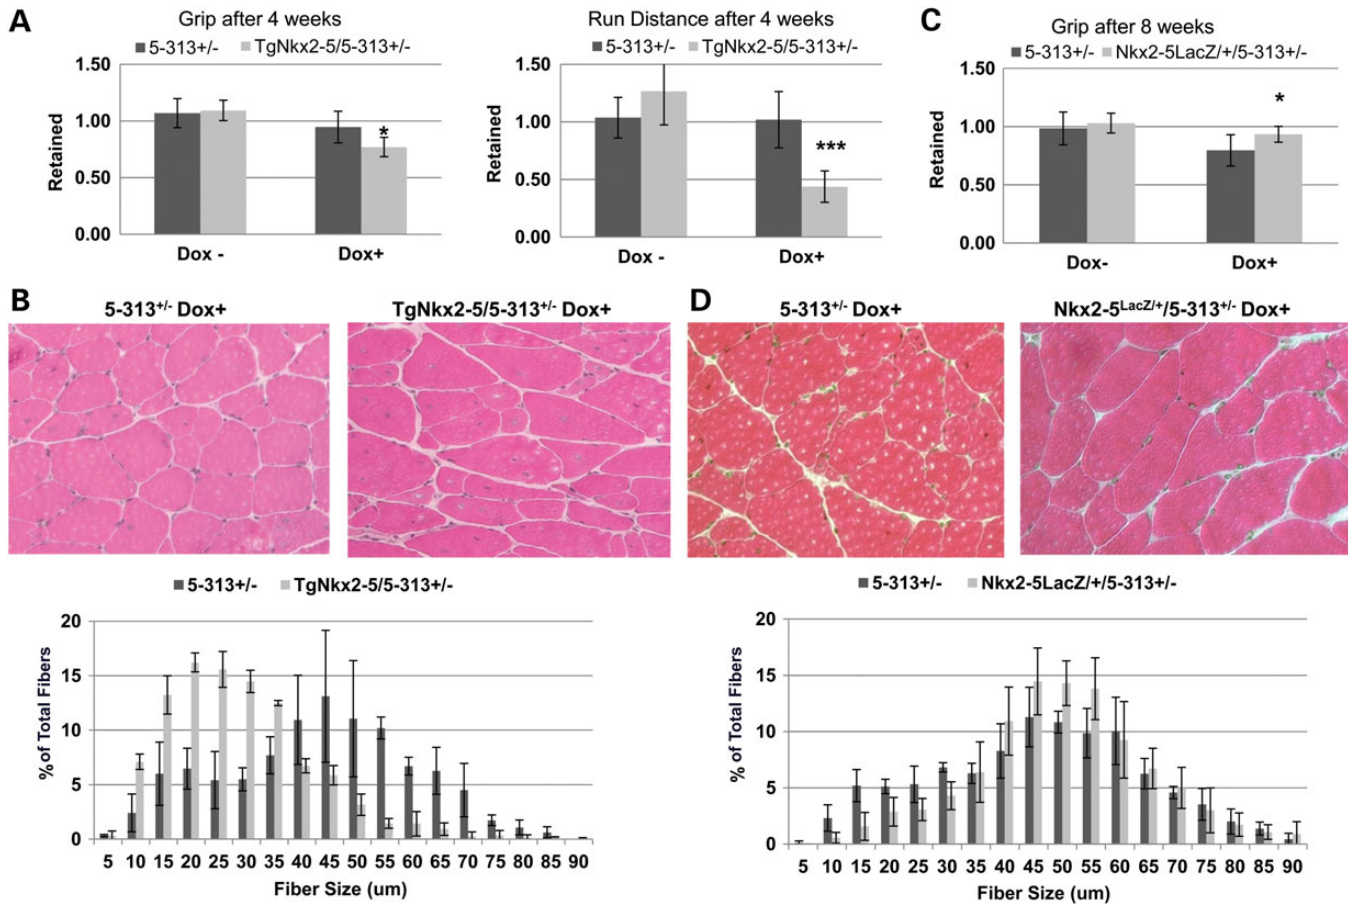 A
Grip after 4 weeks
5-313+/- TgNkx2-5/5-313+/-
Retained
1.50
1.00
0.50
0.00
*
Dox - Dox+
Run Distance after 4 weeks
5-313+/- TgNkx2-5/5-313+/-
Retained
1.50
1.00
0.50
0.00
***
Dox - Dox+
C
Grip after 8 weeks
5-313+/- Nkx2-5LacZ/+/5-313+/-
Retained
1.50
1.00
0.50
0.00
*
Dox- Dox+
B
5-313+/- Dox+
TgNkx2-5/5-313+/- Dox+
5-313+/- TgNkx2-5/5-313+/-
% of Total Fibers
20
15
10
5
0
5 10 15 20 25 30 35 40 45 50 55 60 65 70 75 80 85 90
Fiber Size (um)
D
5-313+/- Dox+
Nkx2-5LacZ/+/5-313+/- Dox+
5-313+/- Nkx2-5LacZ/+/5-313+/-
% of Total Fibers
20
15
10
5
0
5 10 15 20 25 30 35 40 45 50 55 60 65 70 75 80 85 90
Fiber Size (um)